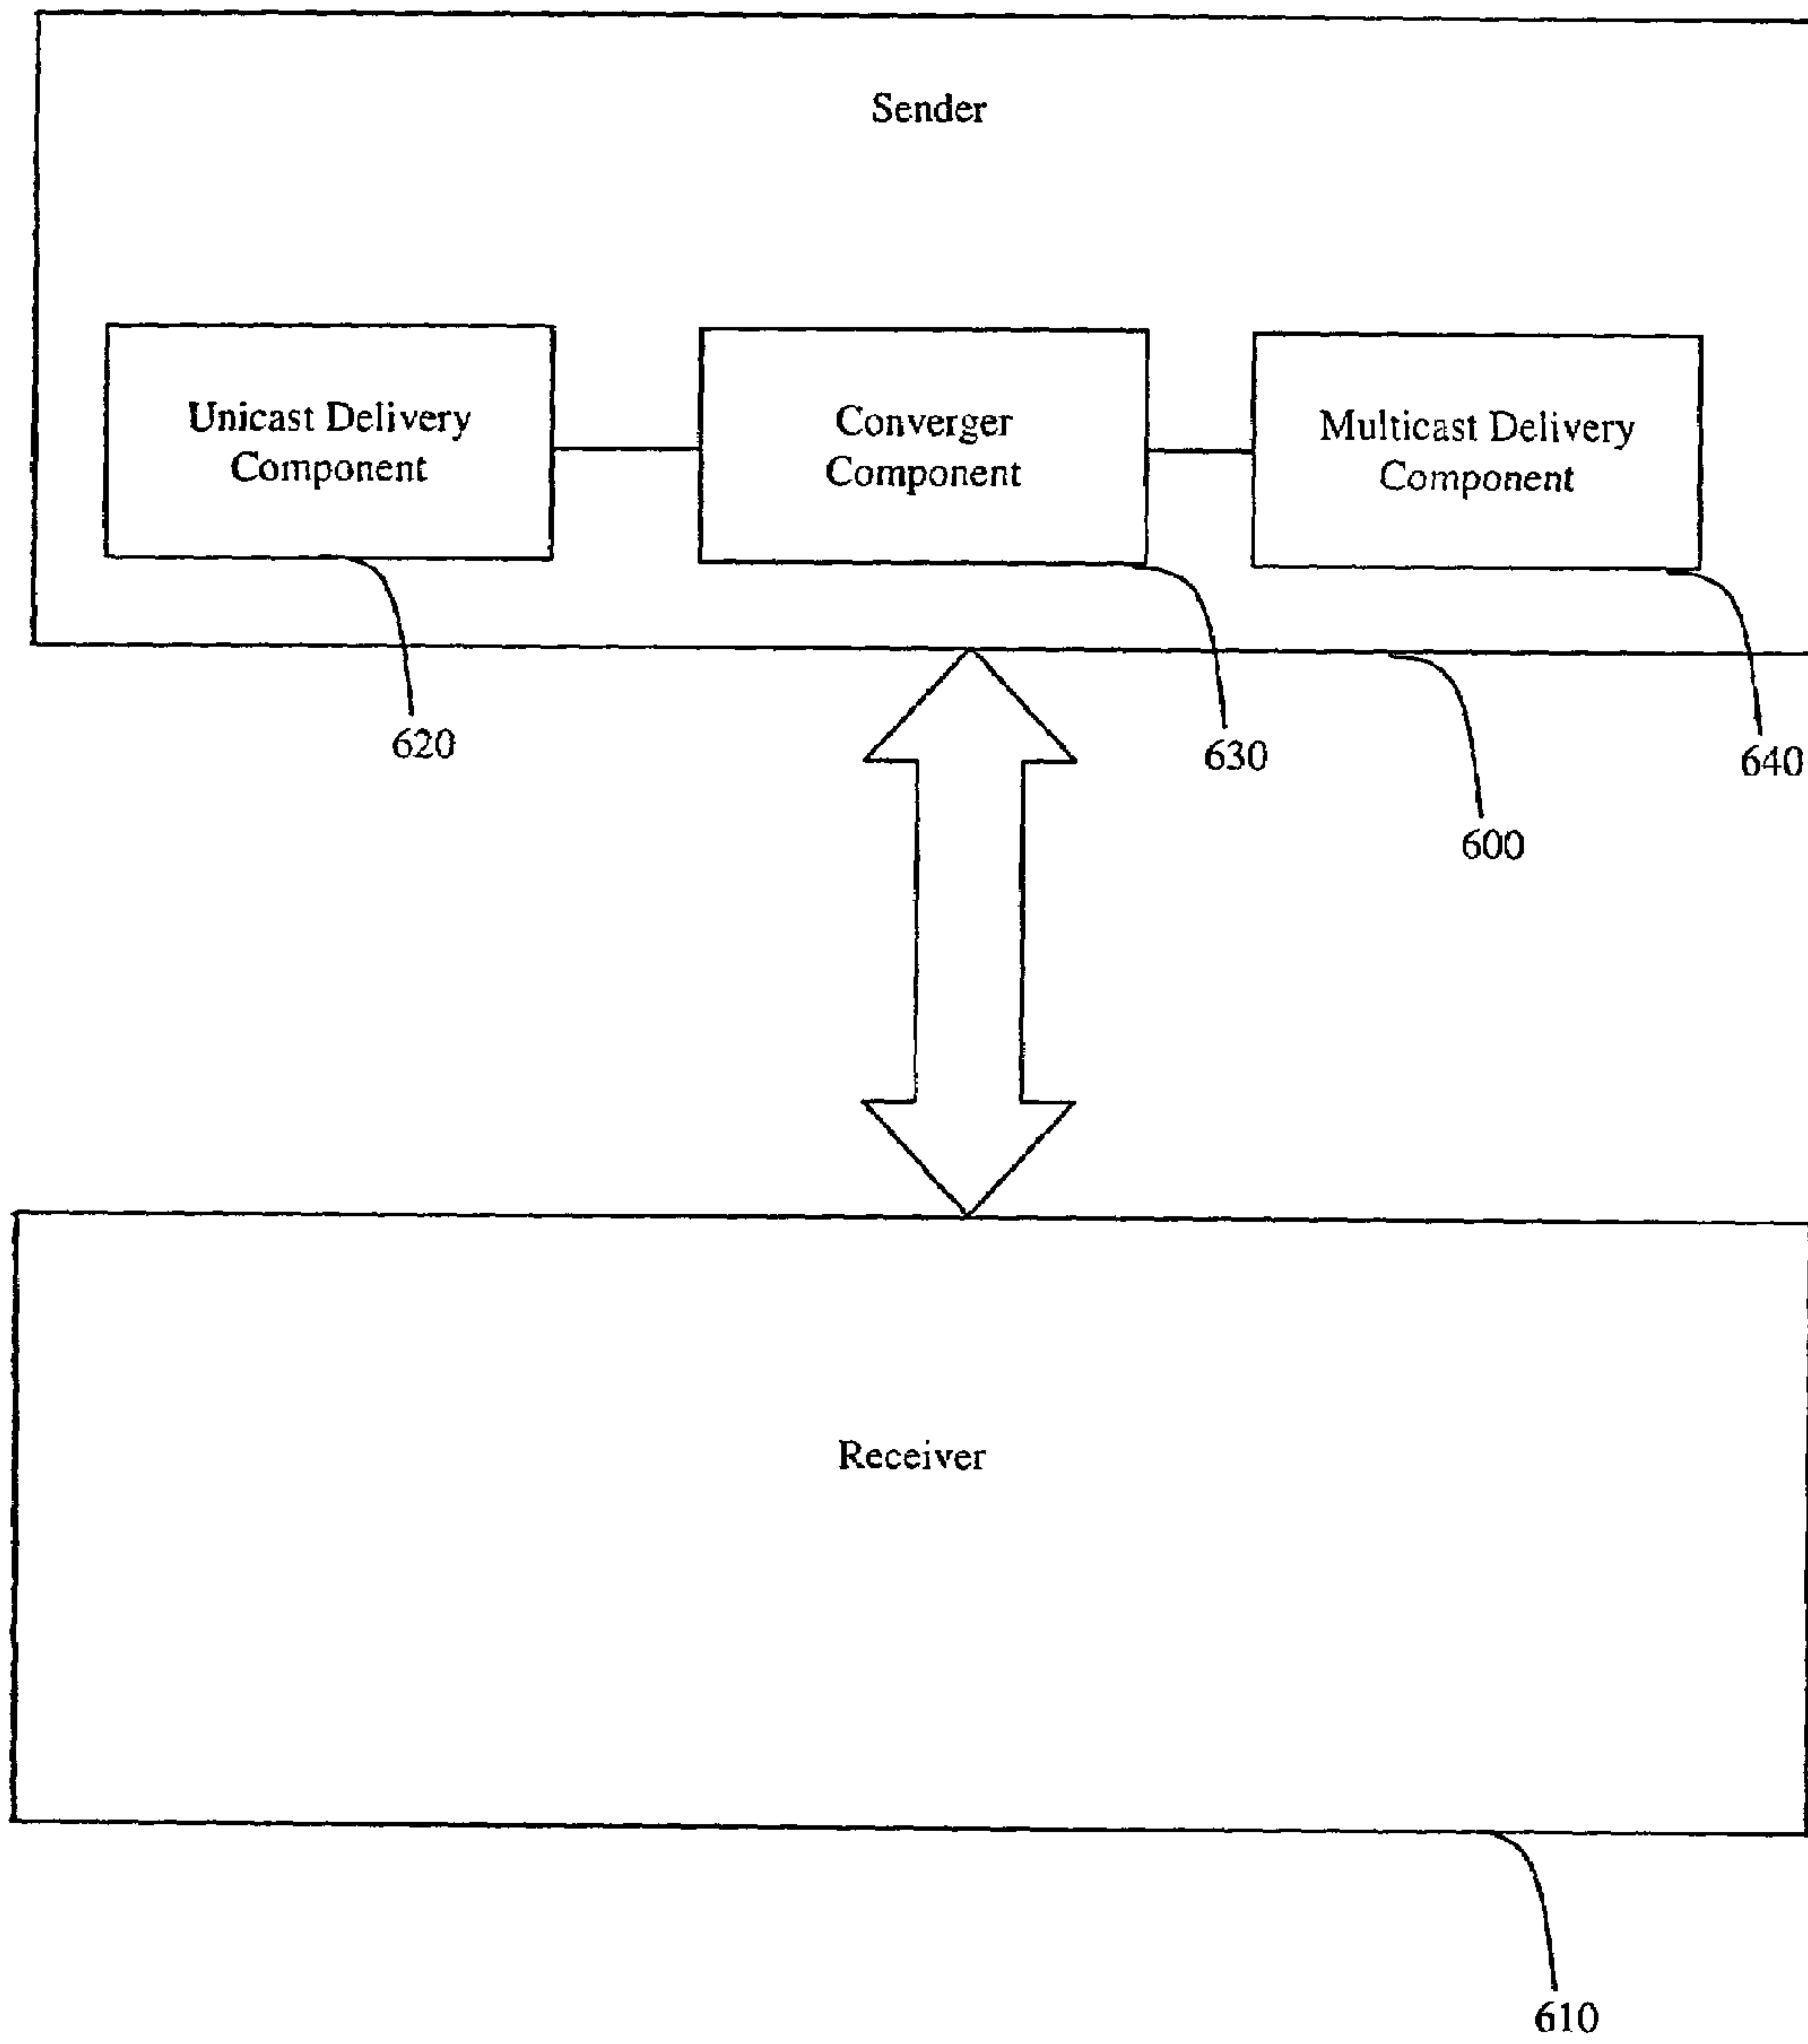 Sender
Unicast Delivery
Component
Converger
Component
Multicast Delivery
Component
620
630
640
600
Receiver
610